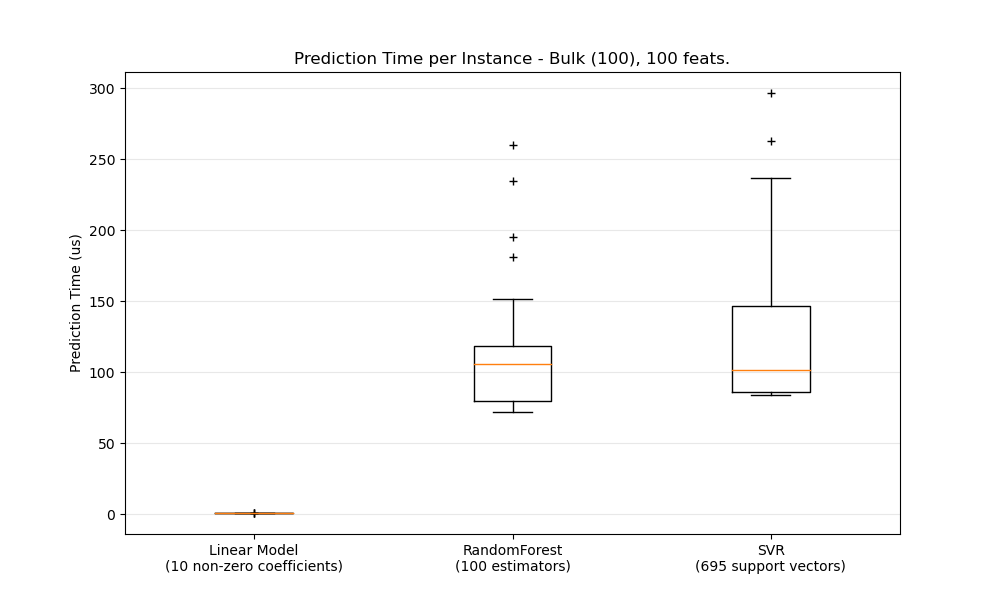 Prediction Time per Instance - Bulk (100), 100 feats.
300
250
200
150
100
50
0
Prediction Time (us)
Linear Model
(10 non-zero coefficients)
RandomForest
(100 estimators)
SVR
(695 support vectors)